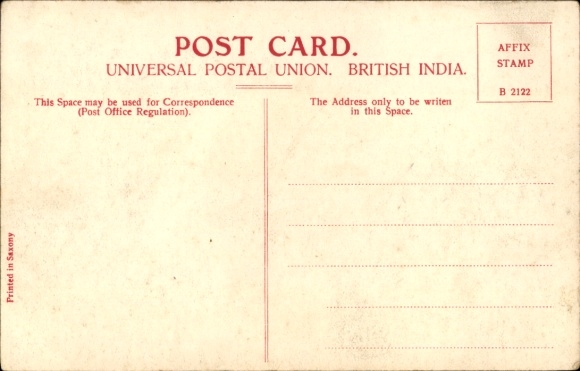 POST CARD.
UNIVERSAL POSTAL UNION. BRITISH INDIA.
AFFIX
STAMP
B 2122
This Space may be used for Correspondence
(Post Office Regulation).
The Address only to be writen
in this Space.
Printed in Saxony